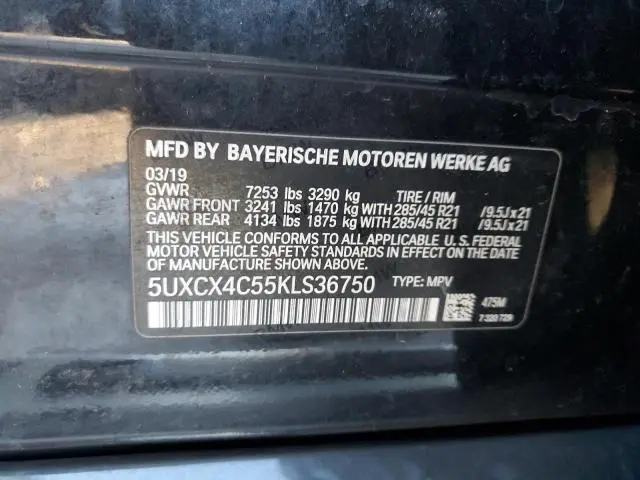 MFD BY BAYERISCHE MOTOREN WERKE AG
03/19
GVWR 7253 lbs 3290 kg TIRE / RIM
GAWR FRONT 3241 lbs 1470 kg WITH 285/45 R21 /9.5Jx21
GAWR REAR 4134 lbs 1875 kg WITH 285/45 R21 /9.5Jx21
THIS VEHICLE CONFORMS TO ALL APPLICABLE U. S. FEDERAL
MOTOR VEHICLE SAFETY STANDARDS IN EFFECT ON THE
DATE OF MANUFACTURE SHOWN ABOVE.
5UXCX4C55KLS36750 TYPE: MPV
475M
7 333 729